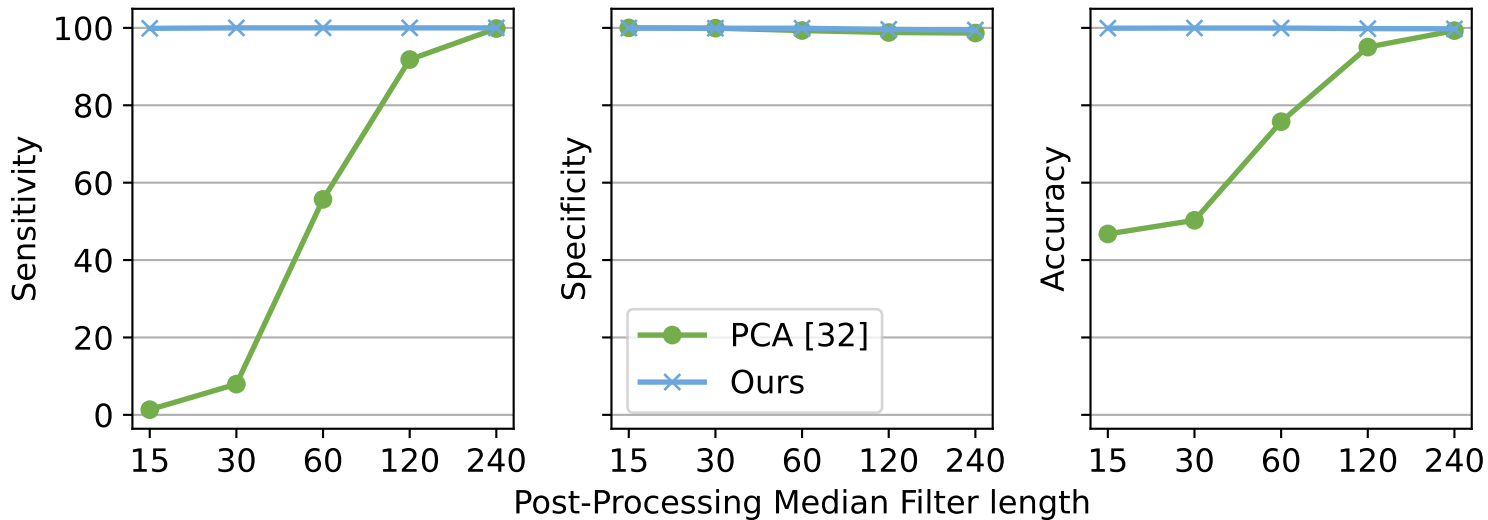 Sensitivity
100
80
60
40
20
0
15 30 60 120 240
Specificity
PCA [32]
Ours
15 30 60 120 240
Accuracy
15 30 60 120 240
Post-Processing Median Filter length